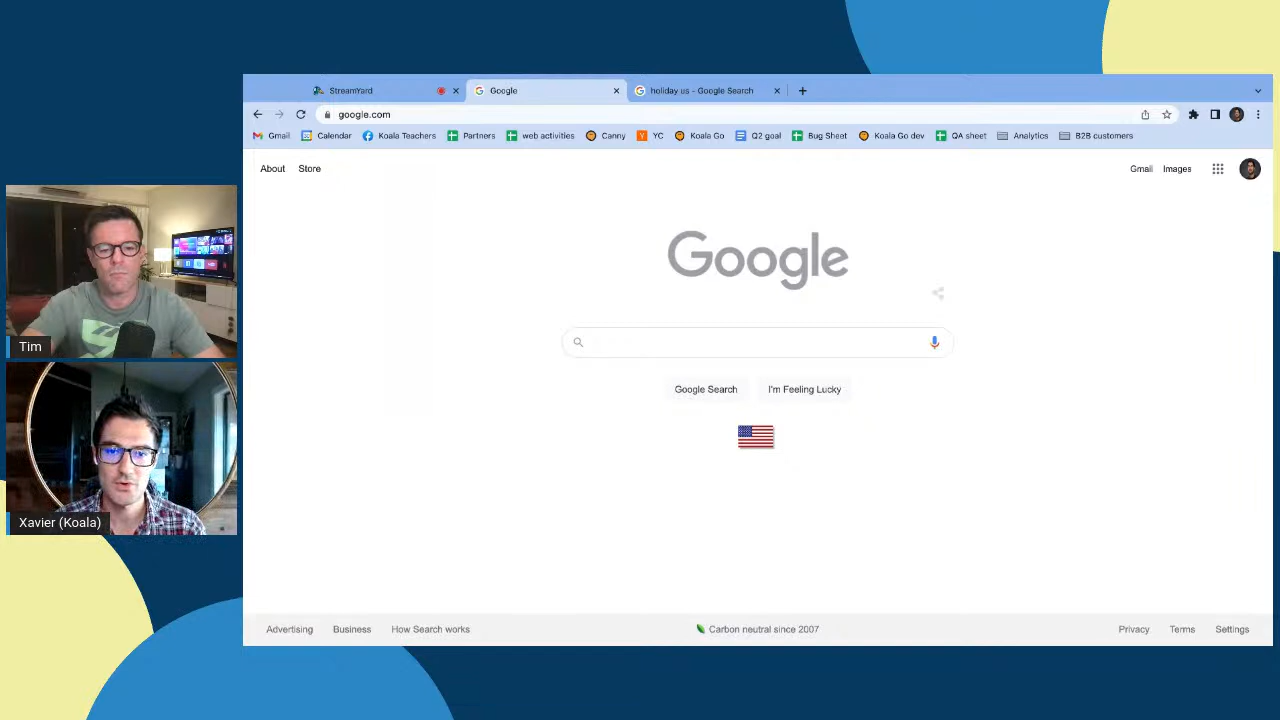 StreamYard
Google
holiday us - Google Search
google.com
Gmail
Calendar
Koala Teachers
Partners
web activities
Canny
YC
Koala Go
Q2 goal
Bug Sheet
Koala Go dev
QA sheet
Analytics
B2B customers
About
Store
Gmail
Images
Google
Google Search
I'm Feeling Lucky
Tim
Xavier (Koala)
Advertising
Business
How Search works
Carbon neutral since 2007
Privacy
Terms
Settings